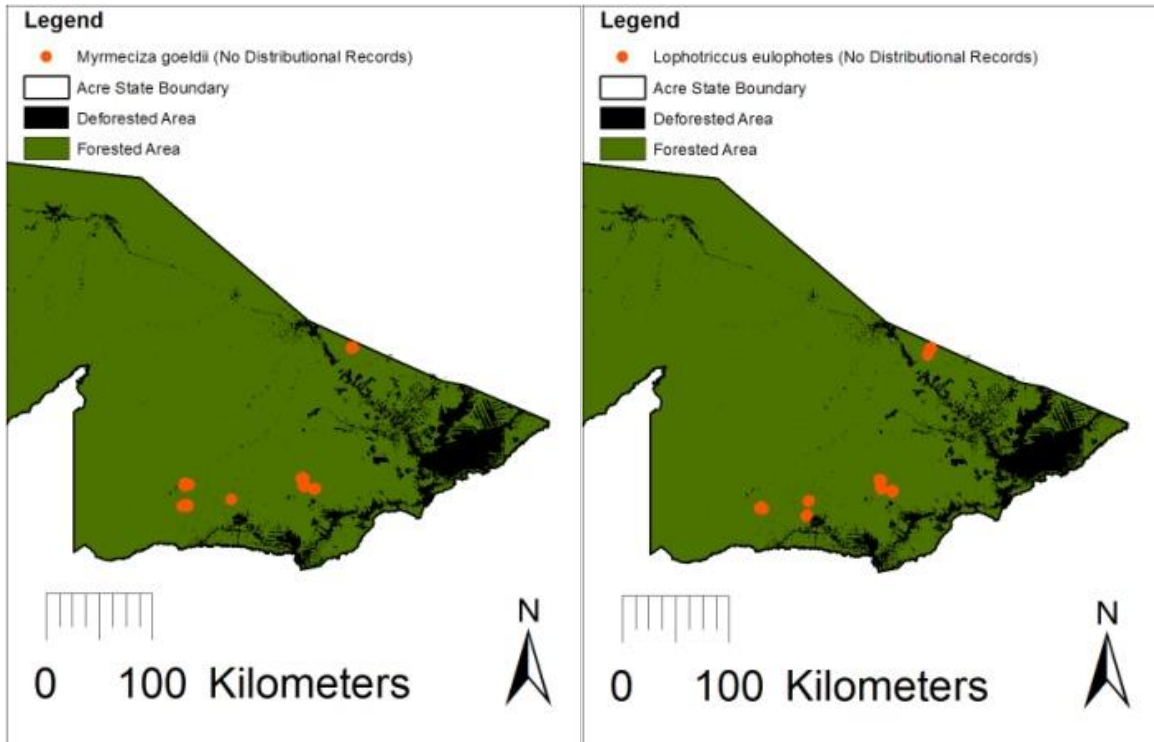 Legend
Myrmeciza goeldii (No Distributional Records)
Acre State Boundary
Deforested Area
Forested Area
N
0 100 Kilometers
Legend
Lophotriccus eulophotes (No Distributional Records)
Acre State Boundary
Deforested Area
Forested Area
N
0 100 Kilometers